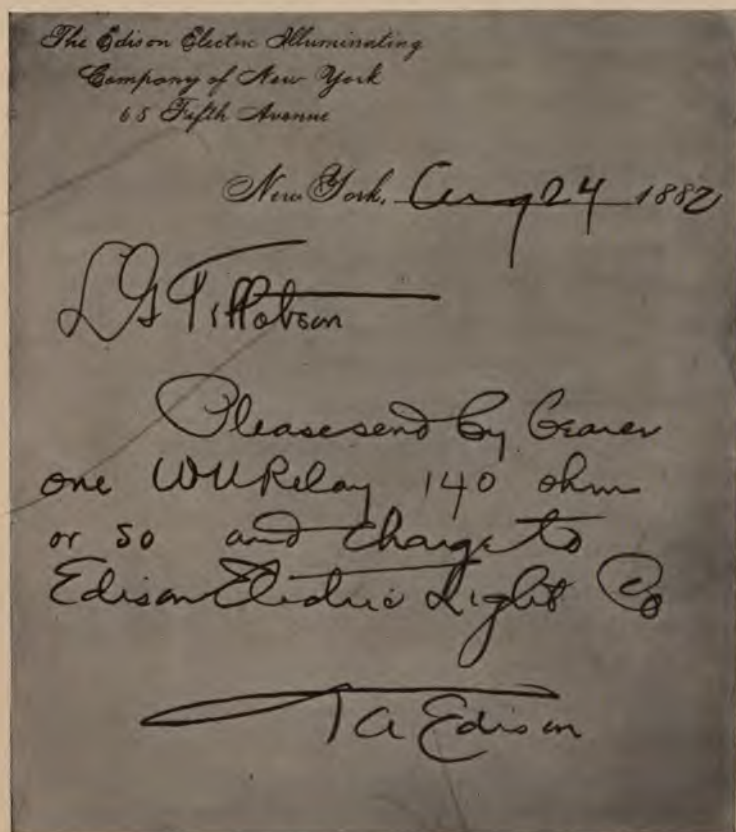 The Edison Electric Illuminating
Company of New York
65 Fifth Avenue
New York, Aug 24 1882
L G Tillotson
Please send by bearer
one WU Relay 140 ohm
or so and charge to
Edison Electric Light Co
T A Edison